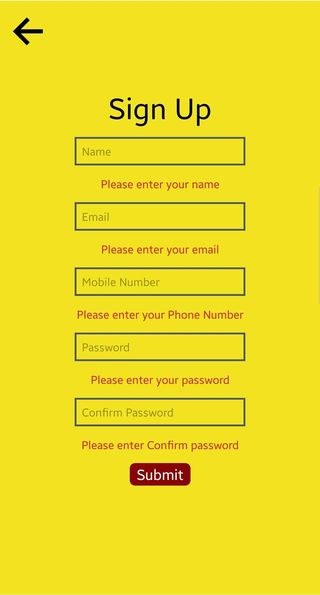 Sign Up
Name
Please enter your name
Email
Please enter your email
Mobile Number
Please enter your Phone Number
Password
Please enter your password
Confirm Password
Please enter Confirm password
Submit